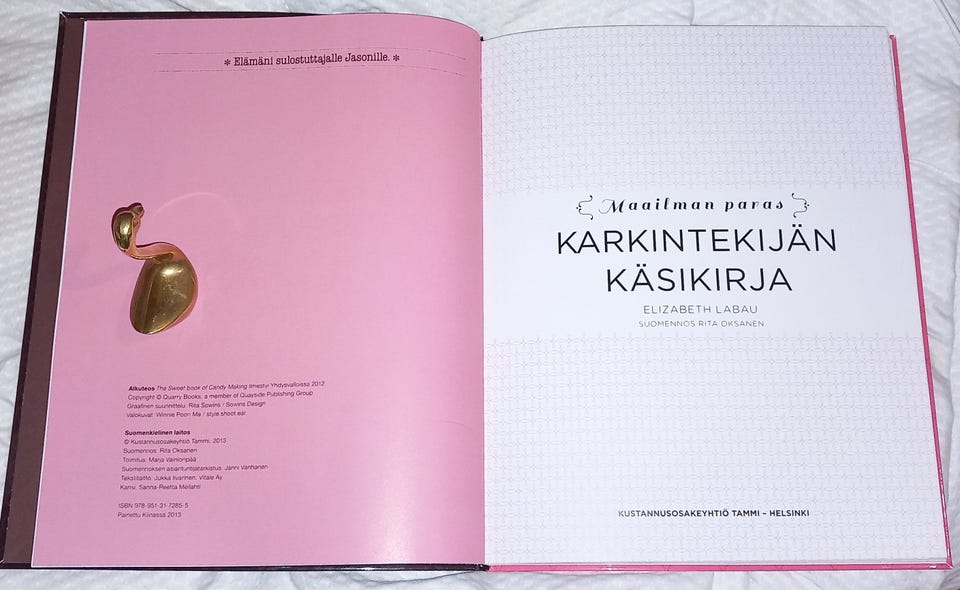 * Elämäni sulostuttajalle Jasonille. *
Alkuteos The Sweet book of Candy Making ilmestyi Yhdysvalloissa 2012
Copyright © Quarry Books, a member of Quayside Publishing Group
Graafinen suunnittelu: Rita Sowins / Sowins Design
Valokuvat: Winnie Poon Ma / style.shoot.eat
Suomenkielinen laitos
© Kustannusosakeyhtiö Tammi, 2013
Suomennos: Rita Oksanen
Toimitus: Marja Vainionpää
Suomennoksen asiantuntijatarkistus: Janni Vanhanen
Tekstitaitto: Jukka Iivarinen, Vitale Ay
Kansi: Sanna-Reetta Meilahti
ISBN 978-951-31-7285-5
Painettu Kiinassa 2013
Maailman paras
KARKINTEKIJÄN
KÄSIKIRJA
ELIZABETH LABAU
SUOMENNOS RITA OKSANEN
KUSTANNUSOSAKEYHTIÖ TAMMI – HELSINKI